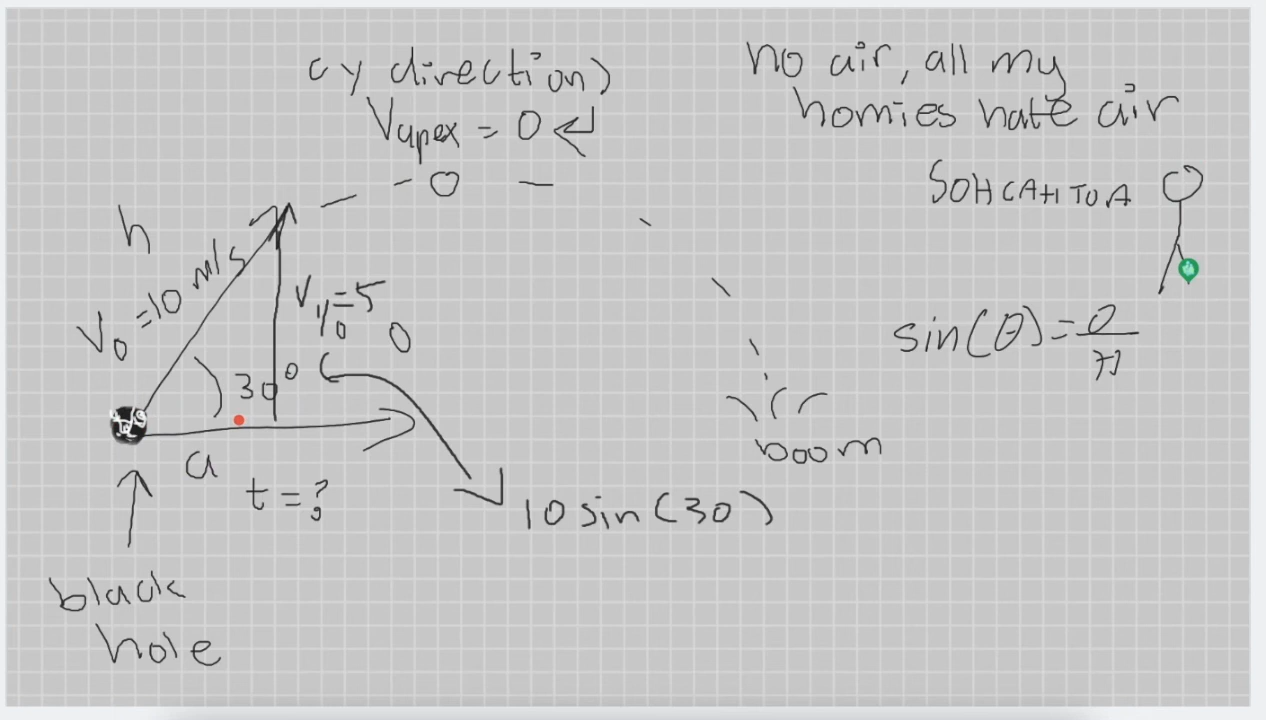 (y direction)
Vapex = 0
no air, all my
homies hate air
SOHCAHTOA
h
V₀ = 10 m/s
Vy₀ = 5
o
30°
sin(θ) = o/H
a
t = ?
boom
10 sin(30)
black
hole